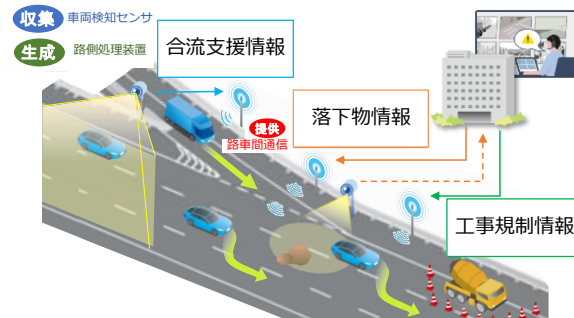 収集 車両検知センサ
生成 路側処理装置
合流支援情報
提供
路車間通信
落下物情報
工事規制情報